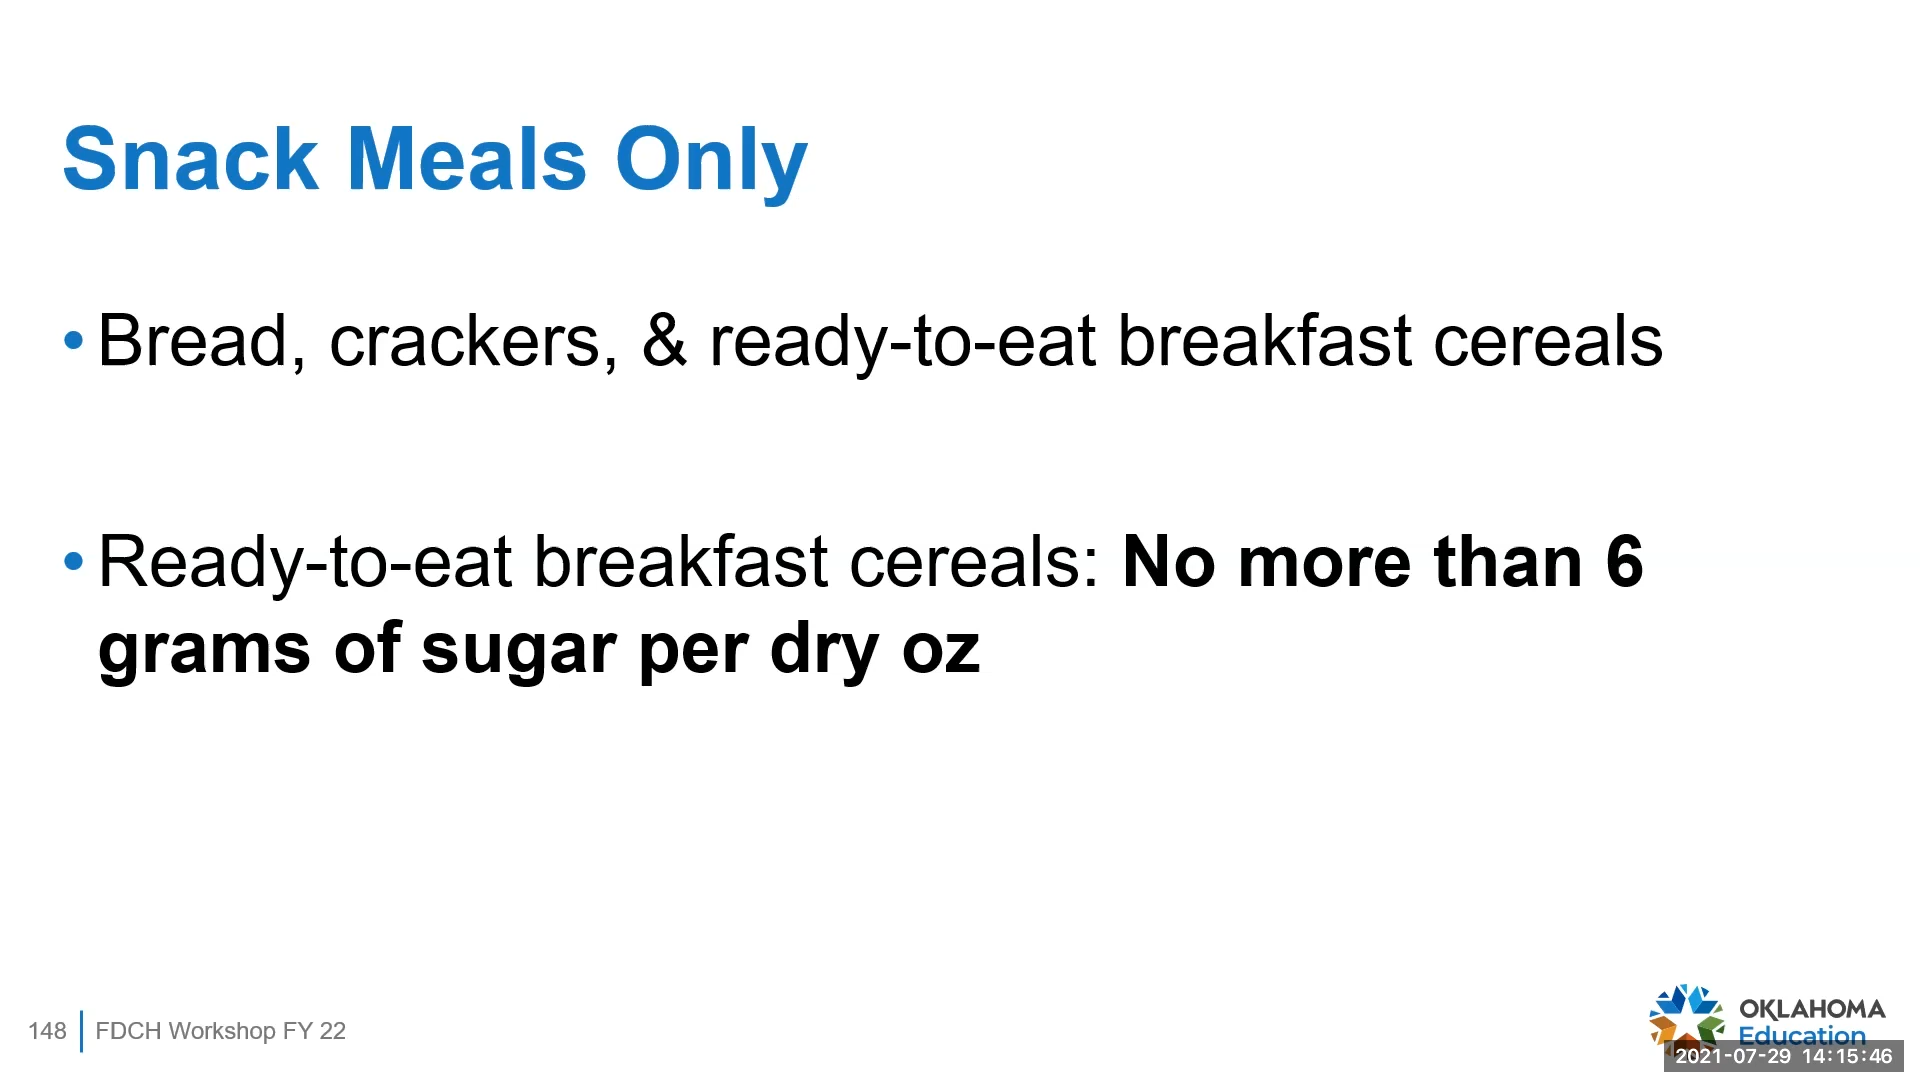 Snack Meals Only
• Bread, crackers, & ready-to-eat breakfast cereals
• Ready-to-eat breakfast cereals: No more than 6
grams of sugar per dry oz
148 | FDCH Workshop FY 22
OKLAHOMA
Education
2021-07-29 14:15:46